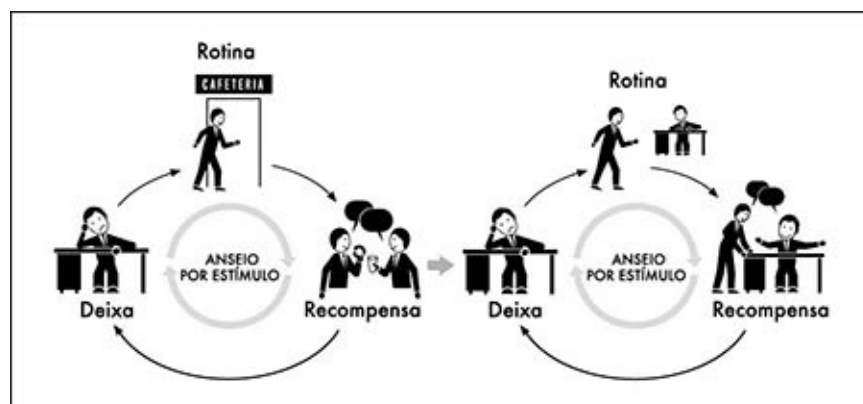 Rotina
CAFETERIA
ANSEIO
POR ESTÍMULO
Deixa
Recompensa
Rotina
ANSEIO
POR ESTÍMULO
Deixa
Recompensa